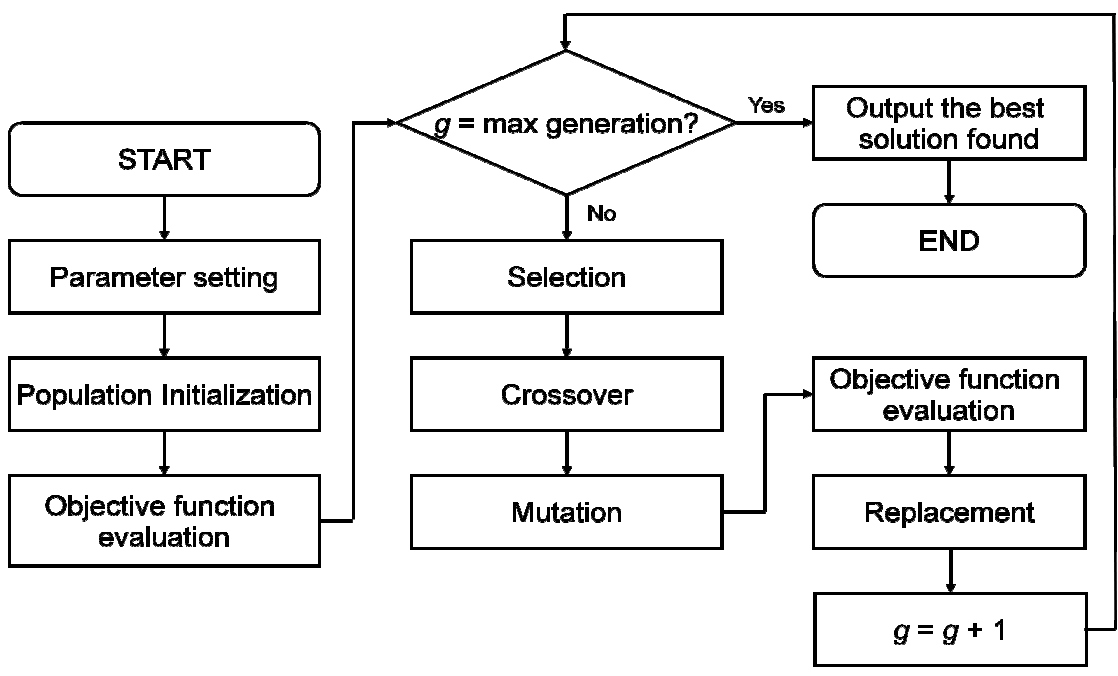 START
Parameter setting
Population Initialization
Objective function
evaluation
g = max generation?
Yes
No
Output the best
solution found
END
Selection
Crossover
Mutation
Objective function
evaluation
Replacement
g = g + 1